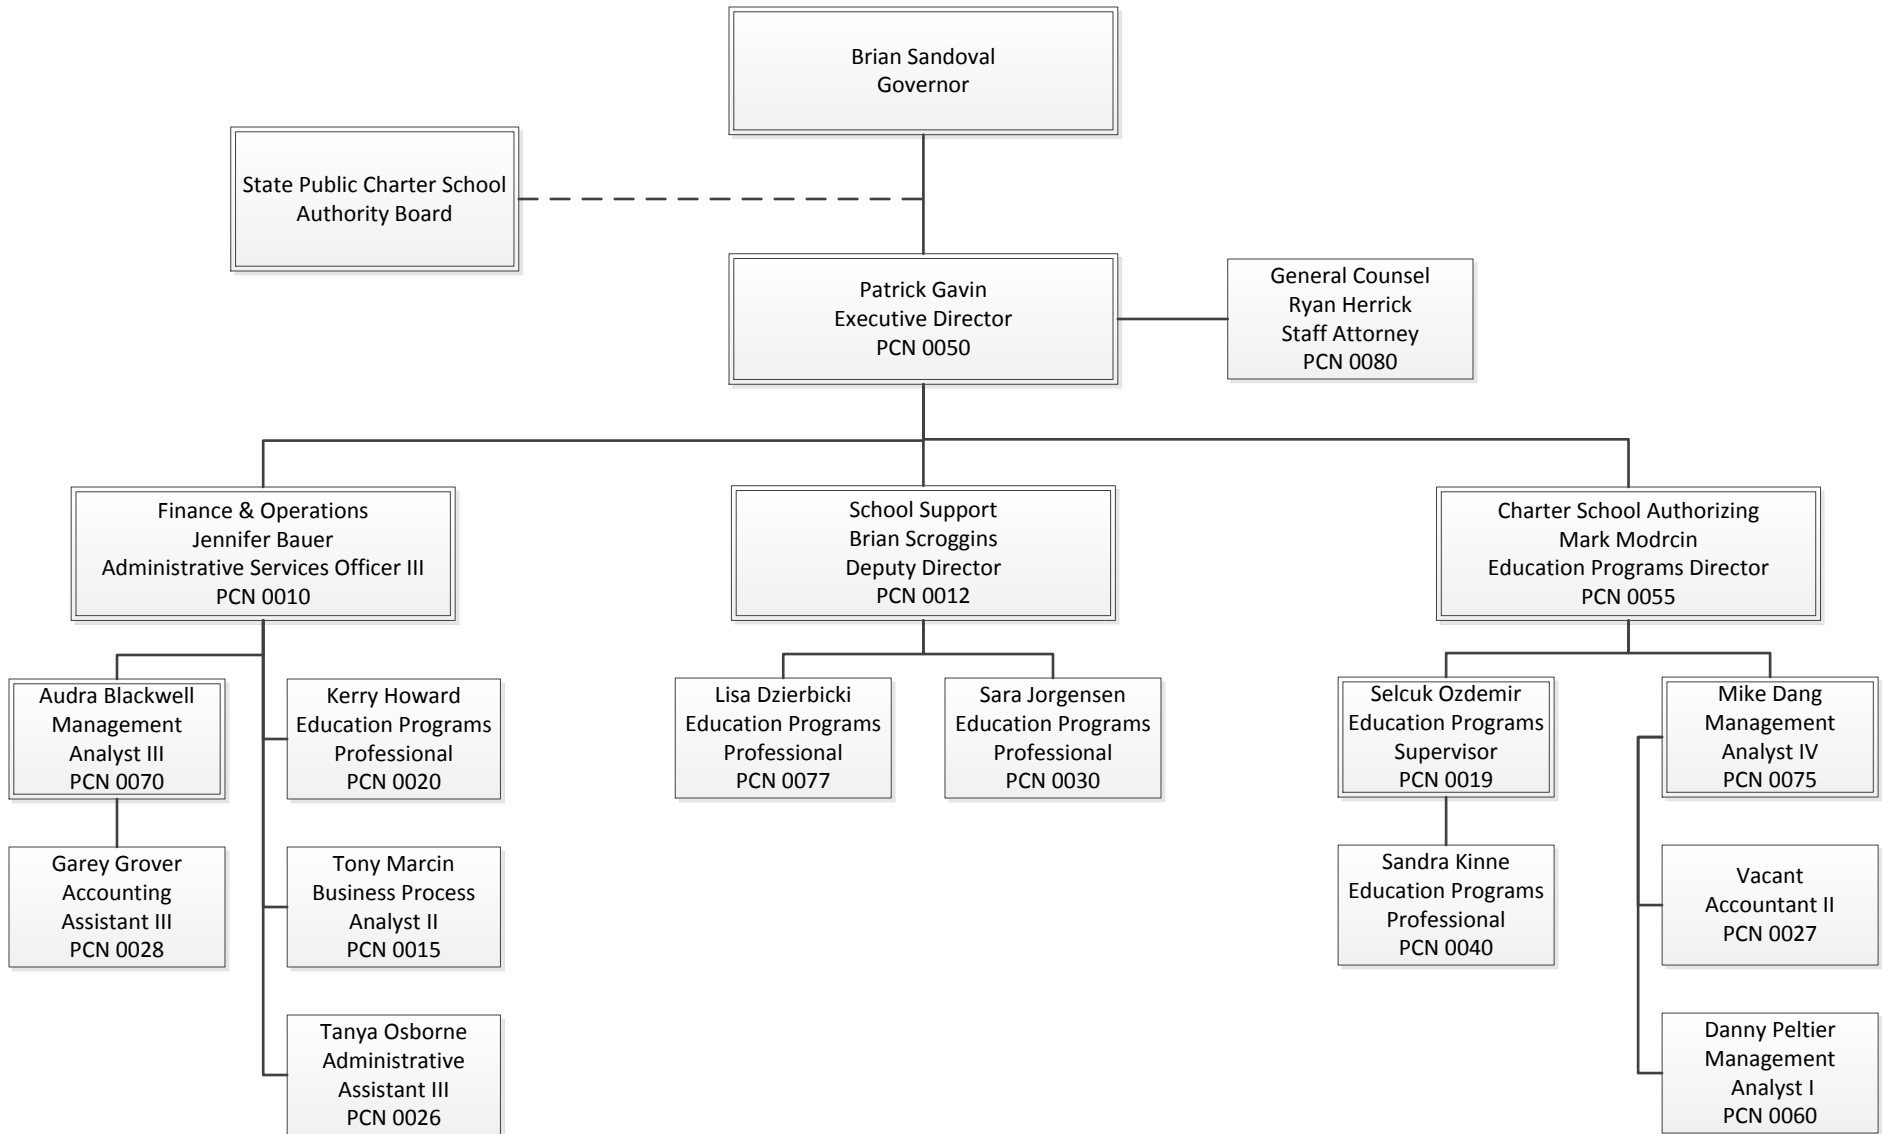 Brian Sandoval
Governor
State Public Charter School
Authority Board
Patrick Gavin
Executive Director
PCN 0050
General Counsel
Ryan Herrick
Staff Attorney
PCN 0080
Finance & Operations
Jennifer Bauer
Administrative Services Officer III
PCN 0010
School Support
Brian Scroggins
Deputy Director
PCN 0012
Charter School Authorizing
Mark Modrcin
Education Programs Director
PCN 0055
Audra Blackwell
Management
Analyst III
PCN 0070
Kerry Howard
Education Programs
Professional
PCN 0020
Lisa Dzierbicki
Education Programs
Professional
PCN 0077
Sara Jorgensen
Education Programs
Professional
PCN 0030
Selcuk Ozdemir
Education Programs
Supervisor
PCN 0019
Mike Dang
Management
Analyst IV
PCN 0075
Garey Grover
Accounting
Assistant III
PCN 0028
Tony Marcin
Business Process
Analyst II
PCN 0015
Sandra Kinne
Education Programs
Professional
PCN 0040
Vacant
Accountant II
PCN 0027
Tanya Osborne
Administrative
Assistant III
PCN 0026
Danny Peltier
Management
Analyst I
PCN 0060